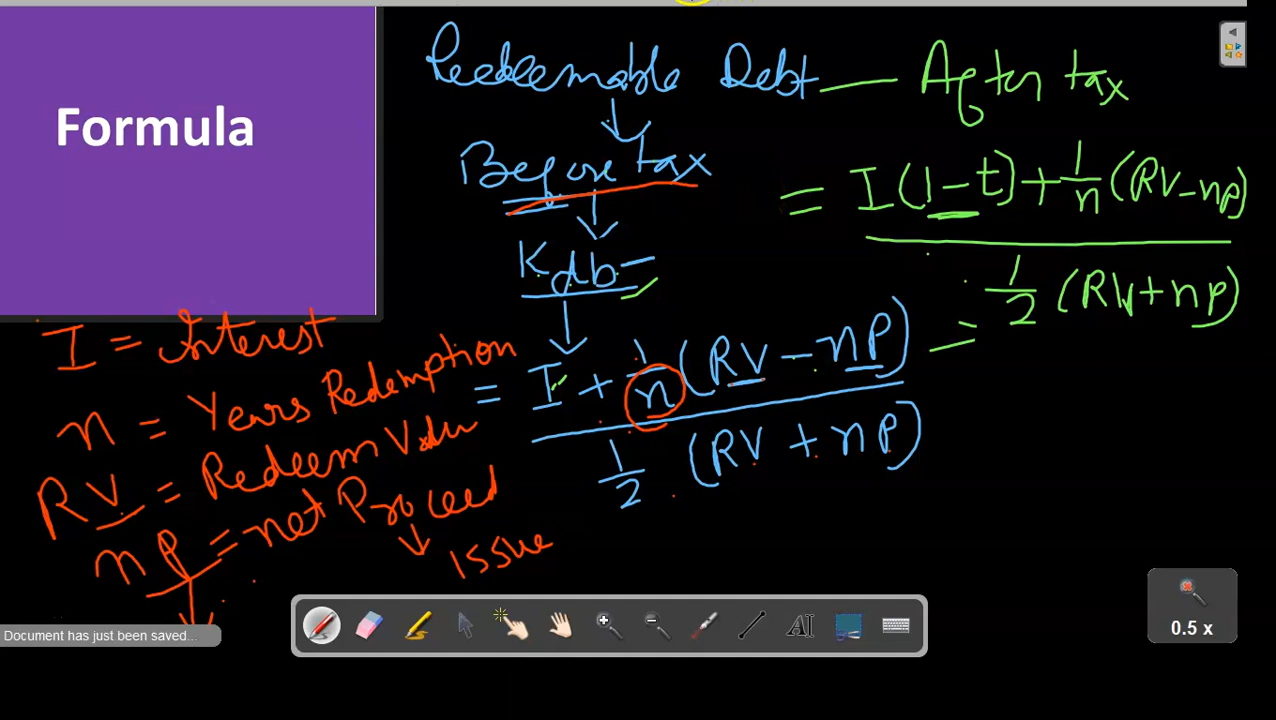 Formula
Redeemable Debt — After tax
Before tax
Kdb =
= I + 1/n (RV - np)
1/2 (RV + np)
= I (1 - t) + 1/n (RV - np)
= 1/2 (RV + np)
I = Interest
n = Years Redemption
RV = Redeem Value
np = net Proceed
Issue
Document has just been saved...
AI
0.5 x